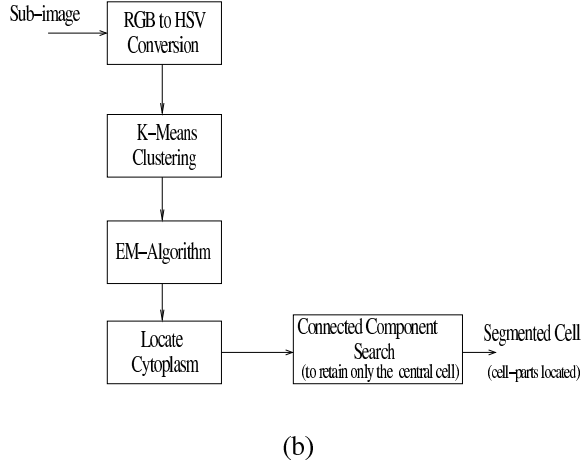 Sub-image
RGB to HSV
Conversion
K-Means
Clustering
EM-Algorithm
Locate
Cytoplasm
Connected Component
Search
(to retain only the central cell)
Segmented Cell
(cell-parts located)
(b)